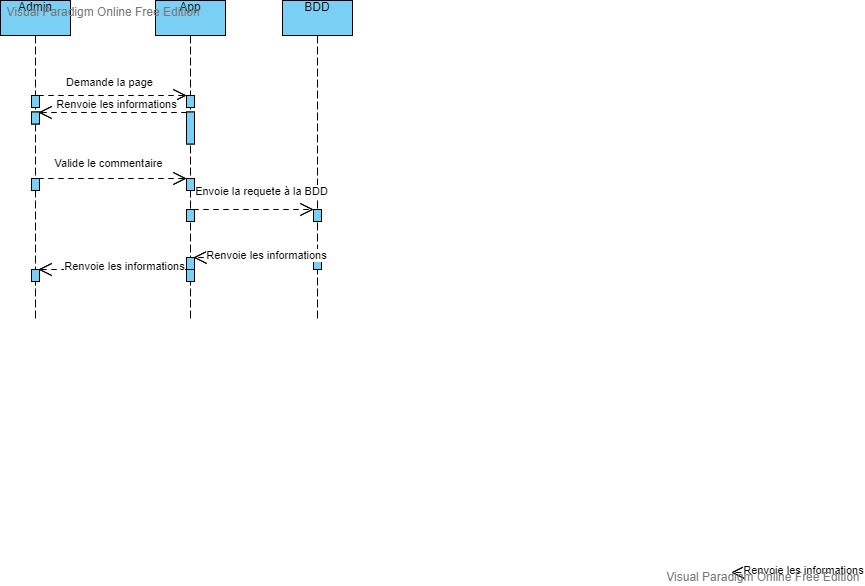 Admin
App
BDD
Visual Paradigm Online Free Edition
Demande la page
Renvoie les informations
Valide le commentaire
Envoie la requete à la BDD
Renvoie les informations
Renvoie les informations
Renvoie les informations
Visual Paradigm Online Free Edition